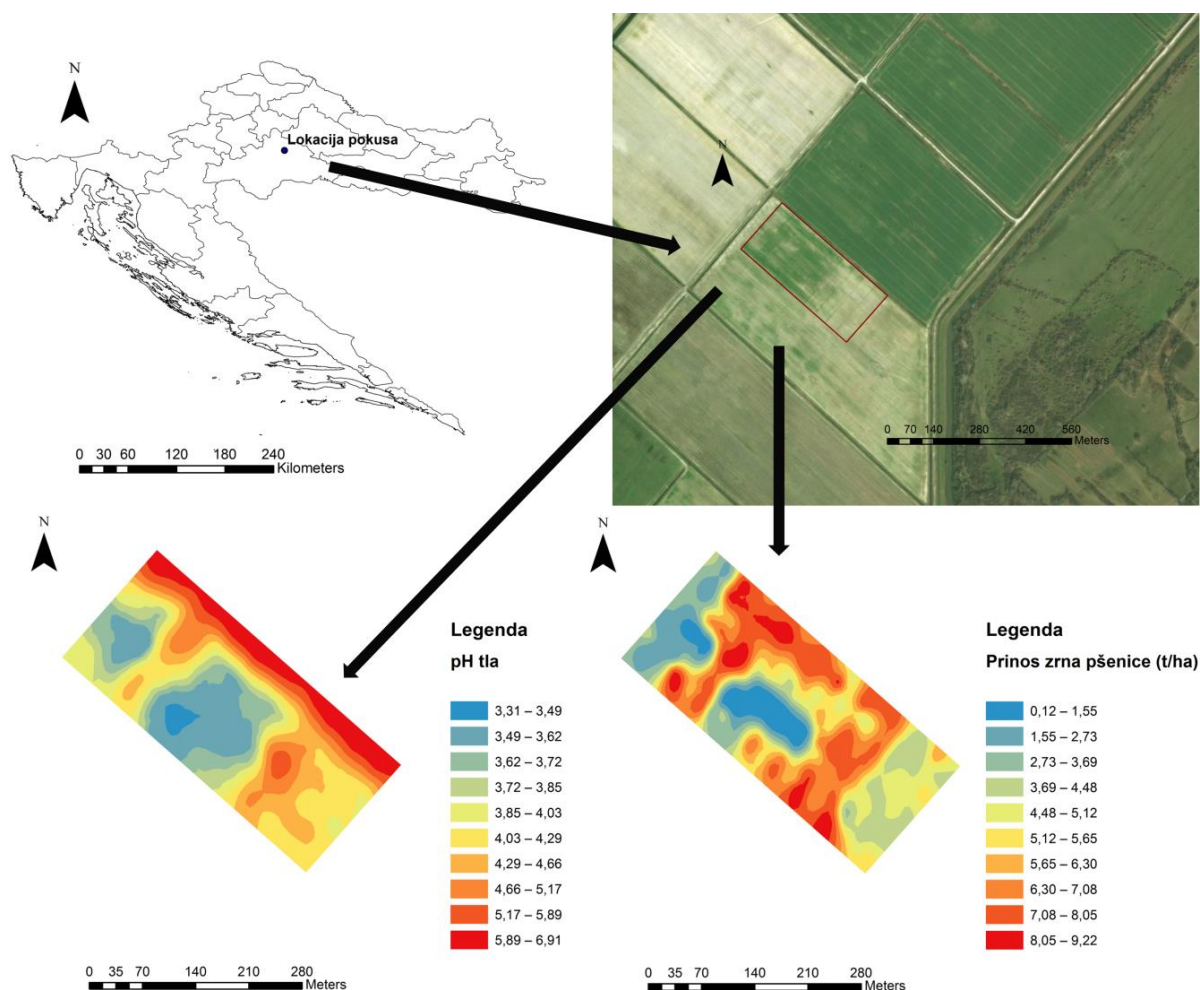 N
Lokacija pokusa
0 30 60 120 180 240
Kilometers
0 70 140 280 420 560
Meters
N
Legenda
pH tla
3,31 – 3,49
3,49 – 3,62
3,62 – 3,72
3,72 – 3,85
3,85 – 4,03
4,03 – 4,29
4,29 – 4,66
4,66 – 5,17
5,17 – 5,89
5,89 – 6,91
0 35 70 140 210 280
Meters
N
Legenda
Prinos zrna pšenice (t/ha)
0,12 – 1,55
1,55 – 2,73
2,73 – 3,69
3,69 – 4,48
4,48 – 5,12
5,12 – 5,65
5,65 – 6,30
6,30 – 7,08
7,08 – 8,05
8,05 – 9,22
0 35 70 140 210 280
Meters